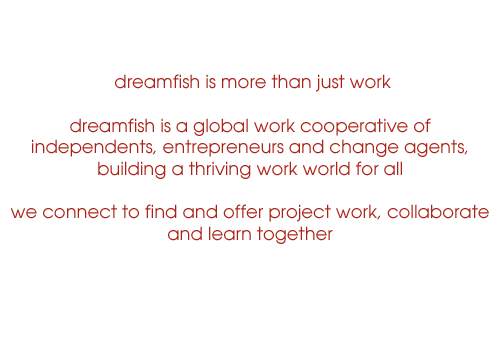 dreamfish is more than just work
dreamfish is a global work cooperative of
independents, entrepreneurs and change agents,
building a thriving work world for all
we connect to find and offer project work, collaborate
and learn together